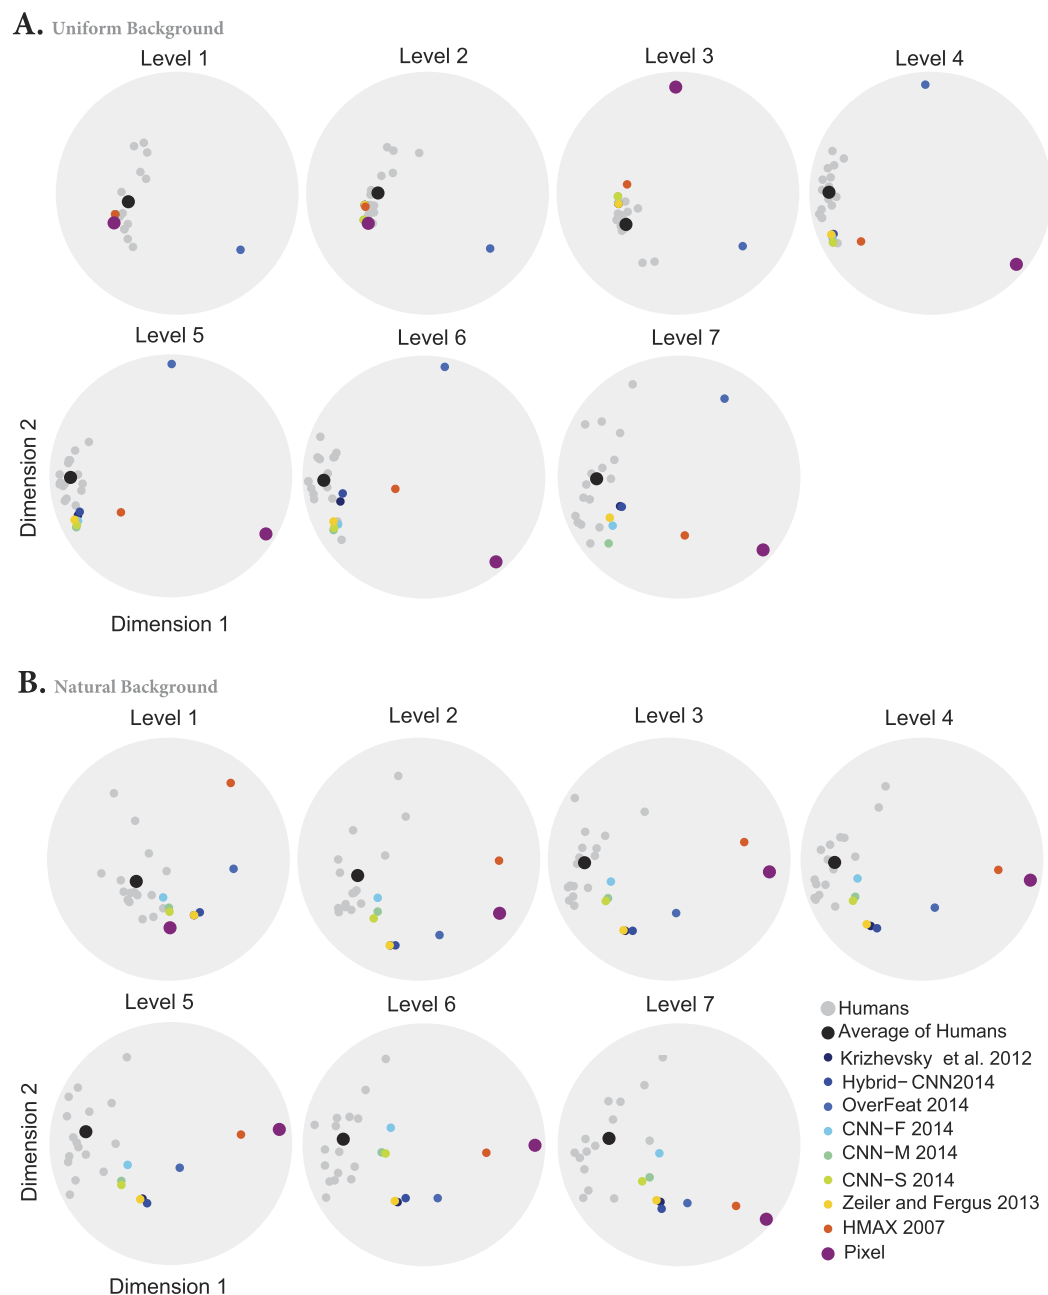 A. Uniform Background
Level 1
Level 2
Level 3
Level 4
Level 5
Level 6
Level 7
Dimension 2
Dimension 1
B. Natural Background
Level 1
Level 2
Level 3
Level 4
Level 5
Level 6
Level 7
Dimension 2
Dimension 1
Humans
Average of Humans
Krizhevsky et al. 2012
Hybrid−CNN2014
OverFeat 2014
CNN−F 2014
CNN−M 2014
CNN−S 2014
Zeiler and Fergus 2013
HMAX 2007
Pixel